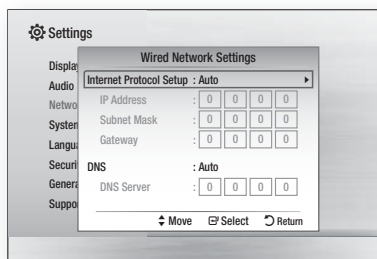 Settings
Wired Network Settings
Internet Protocol Setup : Auto
IP Address : 0 0 0 0
Subnet Mask : 0 0 0 0
Gateway : 0 0 0 0
DNS : Auto
DNS Server : 0 0 0 0
Move Select Return
Displa
Audio
Netwo
System
Langua
Securi
Genera
Suppo